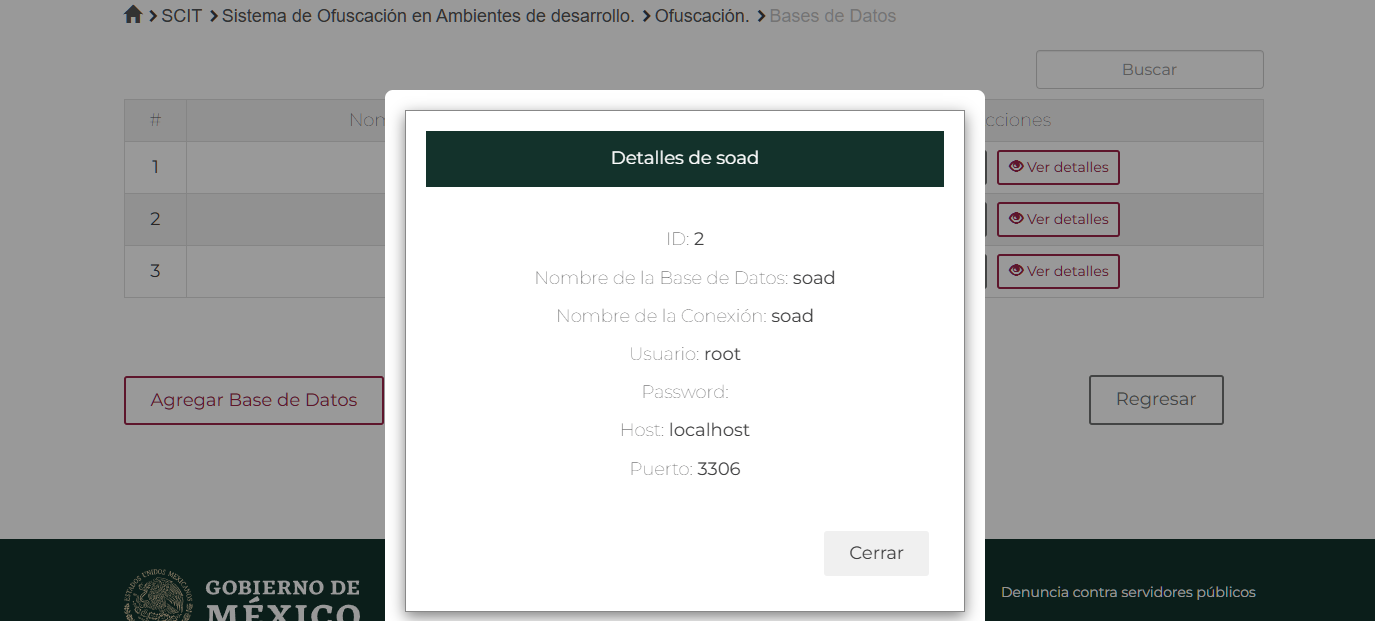 SCIT Sistema de Ofuscación en Ambientes de desarrollo. Ofuscación. Bases de Datos
Buscar
#
1 Ver detalles
2 Ver detalles
3 Ver detalles
Detalles de soad
ID: 2
Nombre de la Base de Datos: soad
Nombre de la Conexión: soad
Usuario: root
Password:
Host: localhost
Puerto: 3306
Cerrar
Agregar Base de Datos
Regresar
ESTADOS UNIDOS MEXICANOS
GOBIERNO DE
MÉXICO
Denuncia contra servidores públicos